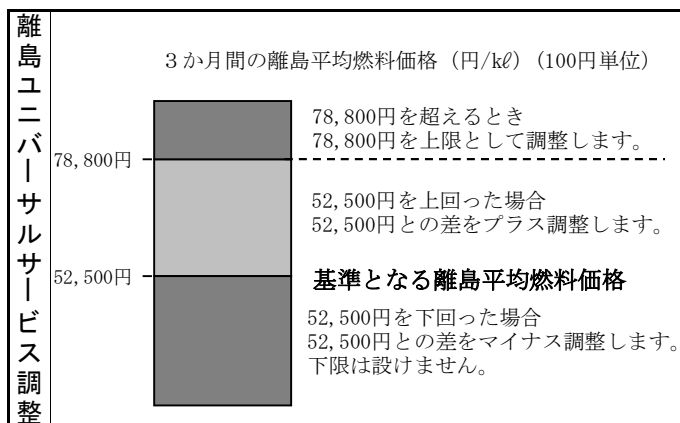 離島ユニバーサルサービス調整
3か月間の離島平均燃料価格（円/kℓ）(100円単位)
78,800円を超えるとき
78,800円を上限として調整します。
78,800円
52,500円を上回った場合
52,500円との差をプラス調整します。
52,500円
基準となる離島平均燃料価格
52,500円を下回った場合
52,500円との差をマイナス調整します。
下限は設けません。